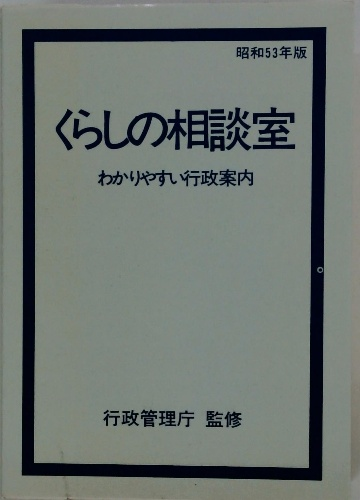 昭和53年版
くらしの相談室
わかりやすい行政案内
行政管理庁 監修